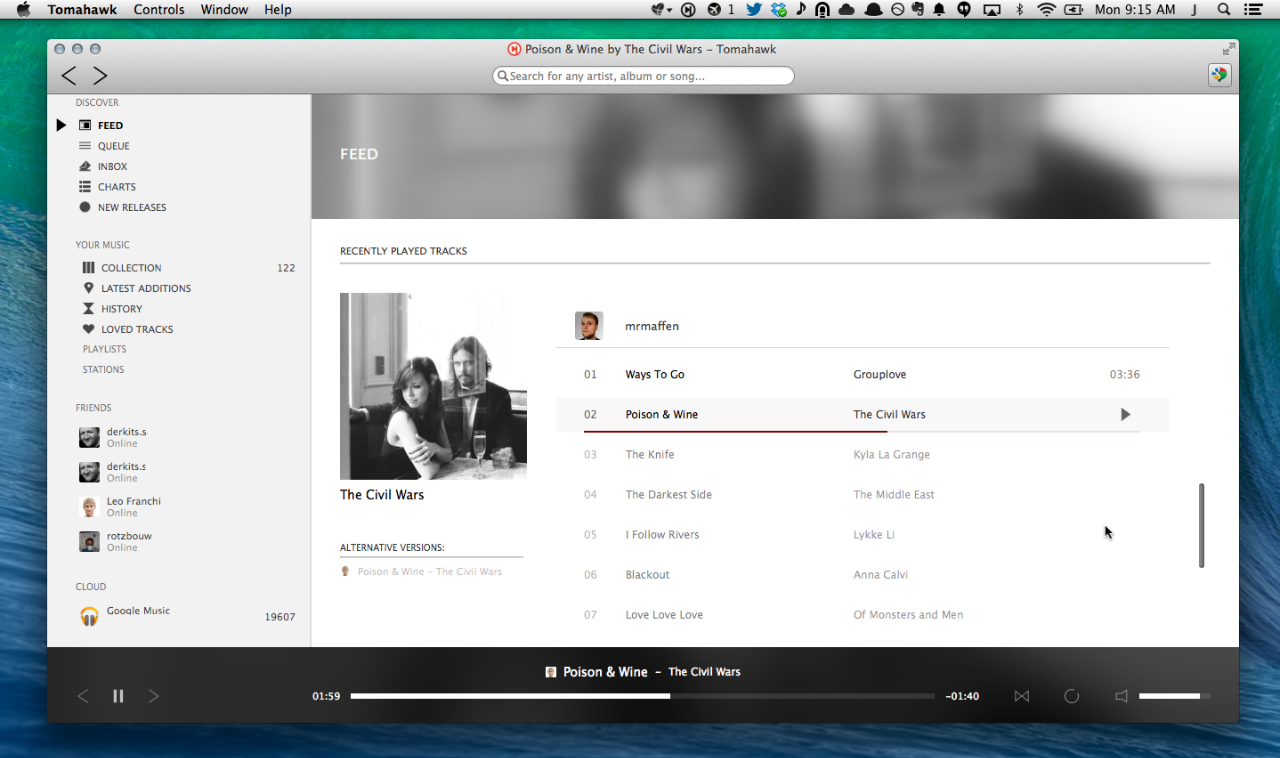 Tomahawk Controls Window Help 1 Mon 9:15 AM J
Poison & Wine by The Civil Wars – Tomahawk
Search for any artist, album or song...
DISCOVER
FEED
QUEUE
INBOX
CHARTS
NEW RELEASES
YOUR MUSIC
COLLECTION 122
LATEST ADDITIONS
HISTORY
LOVED TRACKS
PLAYLISTS
STATIONS
FRIENDS
derkits.s
Online
derkits.s
Online
Leo Franchi
Online
rotzbouw
Online
CLOUD
Google Music 19607
FEED
RECENTLY PLAYED TRACKS
The Civil Wars
ALTERNATIVE VERSIONS:
Poison & Wine – The Civil Wars
mrmaffen
01 Ways To Go Grouplove 03:36
02 Poison & Wine The Civil Wars
03 The Knife Kyla La Grange
04 The Darkest Side The Middle East
05 I Follow Rivers Lykke Li
06 Blackout Anna Calvi
07 Love Love Love Of Monsters and Men
Poison & Wine – The Civil Wars
01:59 –01:40